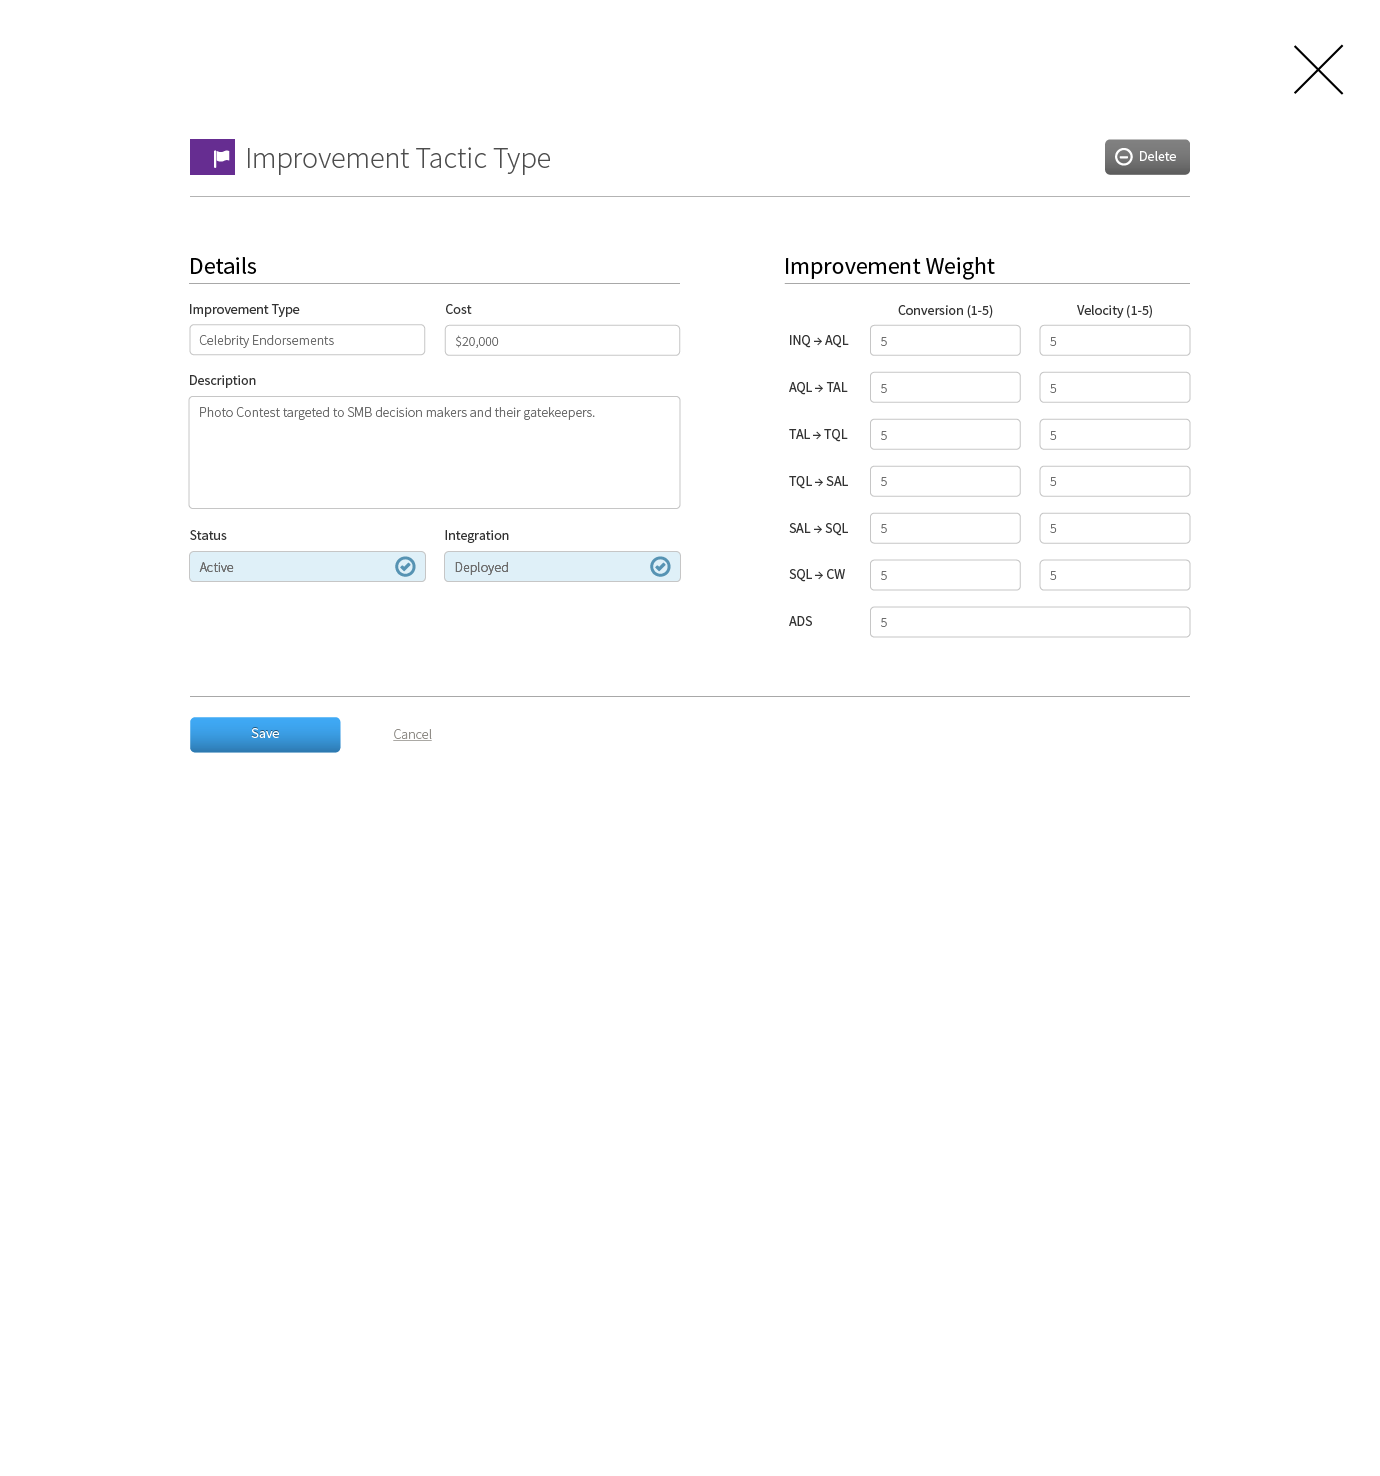 Improvement Tactic Type
Delete
Details
Improvement Type
Cost
Celebrity Endorsements
$20,000
Description
Photo Contest targeted to SMB decision makers and their gatekeepers.
Status
Integration
Active
Deployed
Improvement Weight
Conversion (1-5)
Velocity (1-5)
INQ → AQL 5 5
AQL → TAL 5 5
TAL → TQL 5 5
TQL → SAL 5 5
SAL → SQL 5 5
SQL → CW 5 5
ADS 5
Save
Cancel